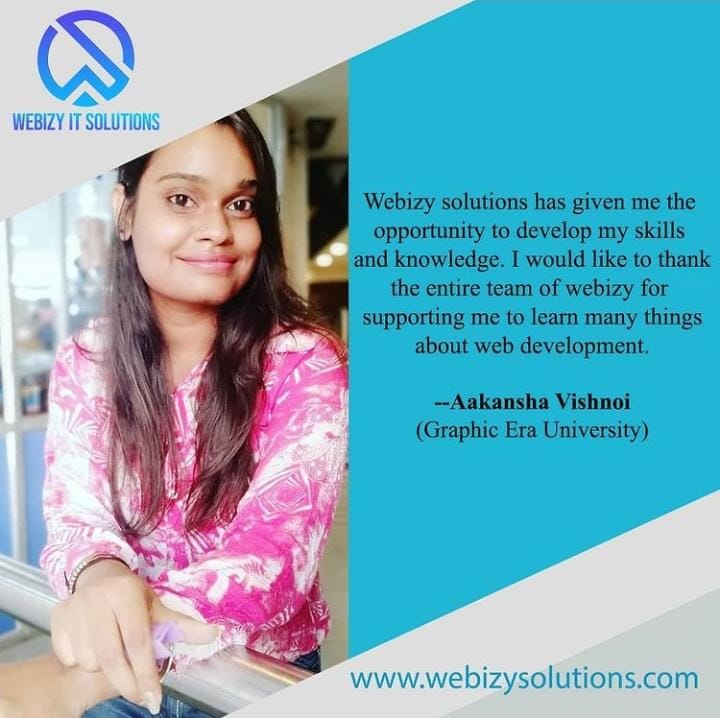 WEBIZY IT SOLUTIONS
Webizy solutions has given me the
opportunity to develop my skills
and knowledge. I would like to thank
the entire team of webizy for
supporting me to learn many things
about web development.
--Aakansha Vishnoi
(Graphic Era University)
www.webizysolutions.com